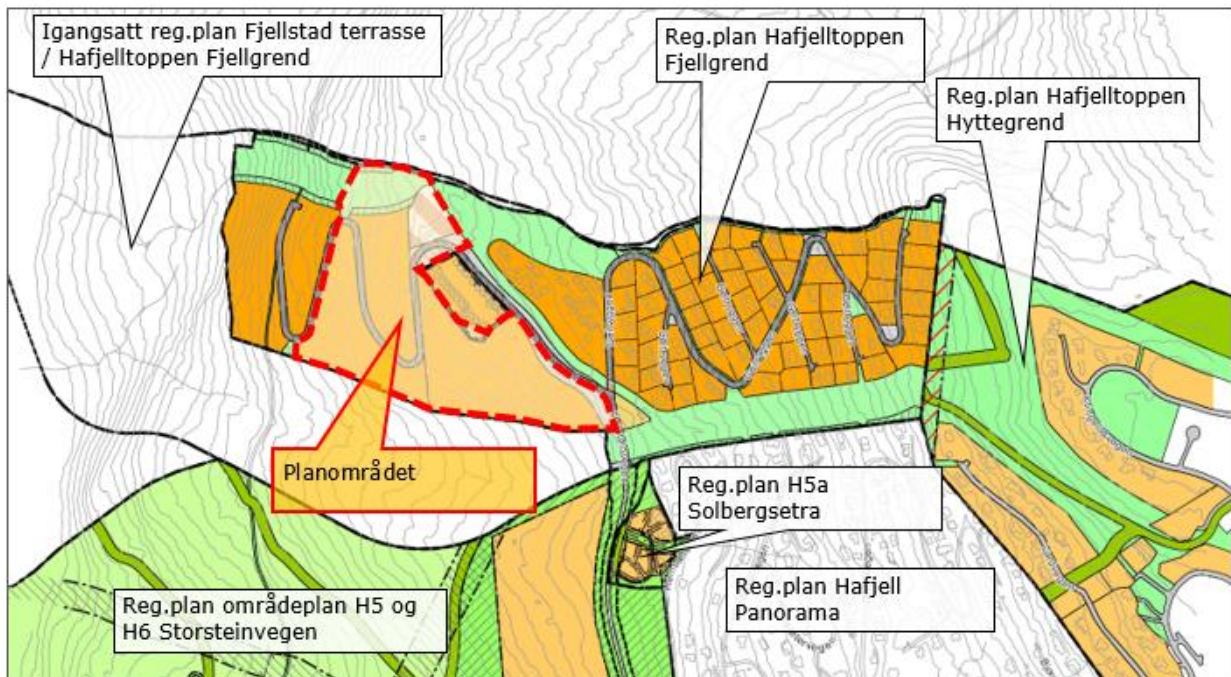 Igangsatt reg.plan Fjellstad terrasse
/ Hafjelltoppen Fjellgrend
Reg.plan Hafjelltoppen
Fjellgrend
Reg.plan Hafjelltoppen
Hyttegrend
Planområdet
Reg.plan H5a
Solbergsetra
Reg.plan Hafjell
Panorama
Reg.plan områdeplan H5 og
H6 Storsteinvegen